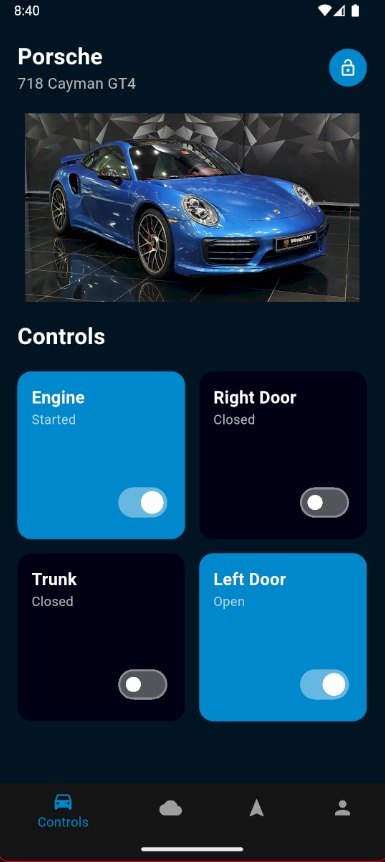 8:40
Porsche
718 Cayman GT4
Controls
Engine
Started
Right Door
Closed
Trunk
Closed
Left Door
Open
Controls